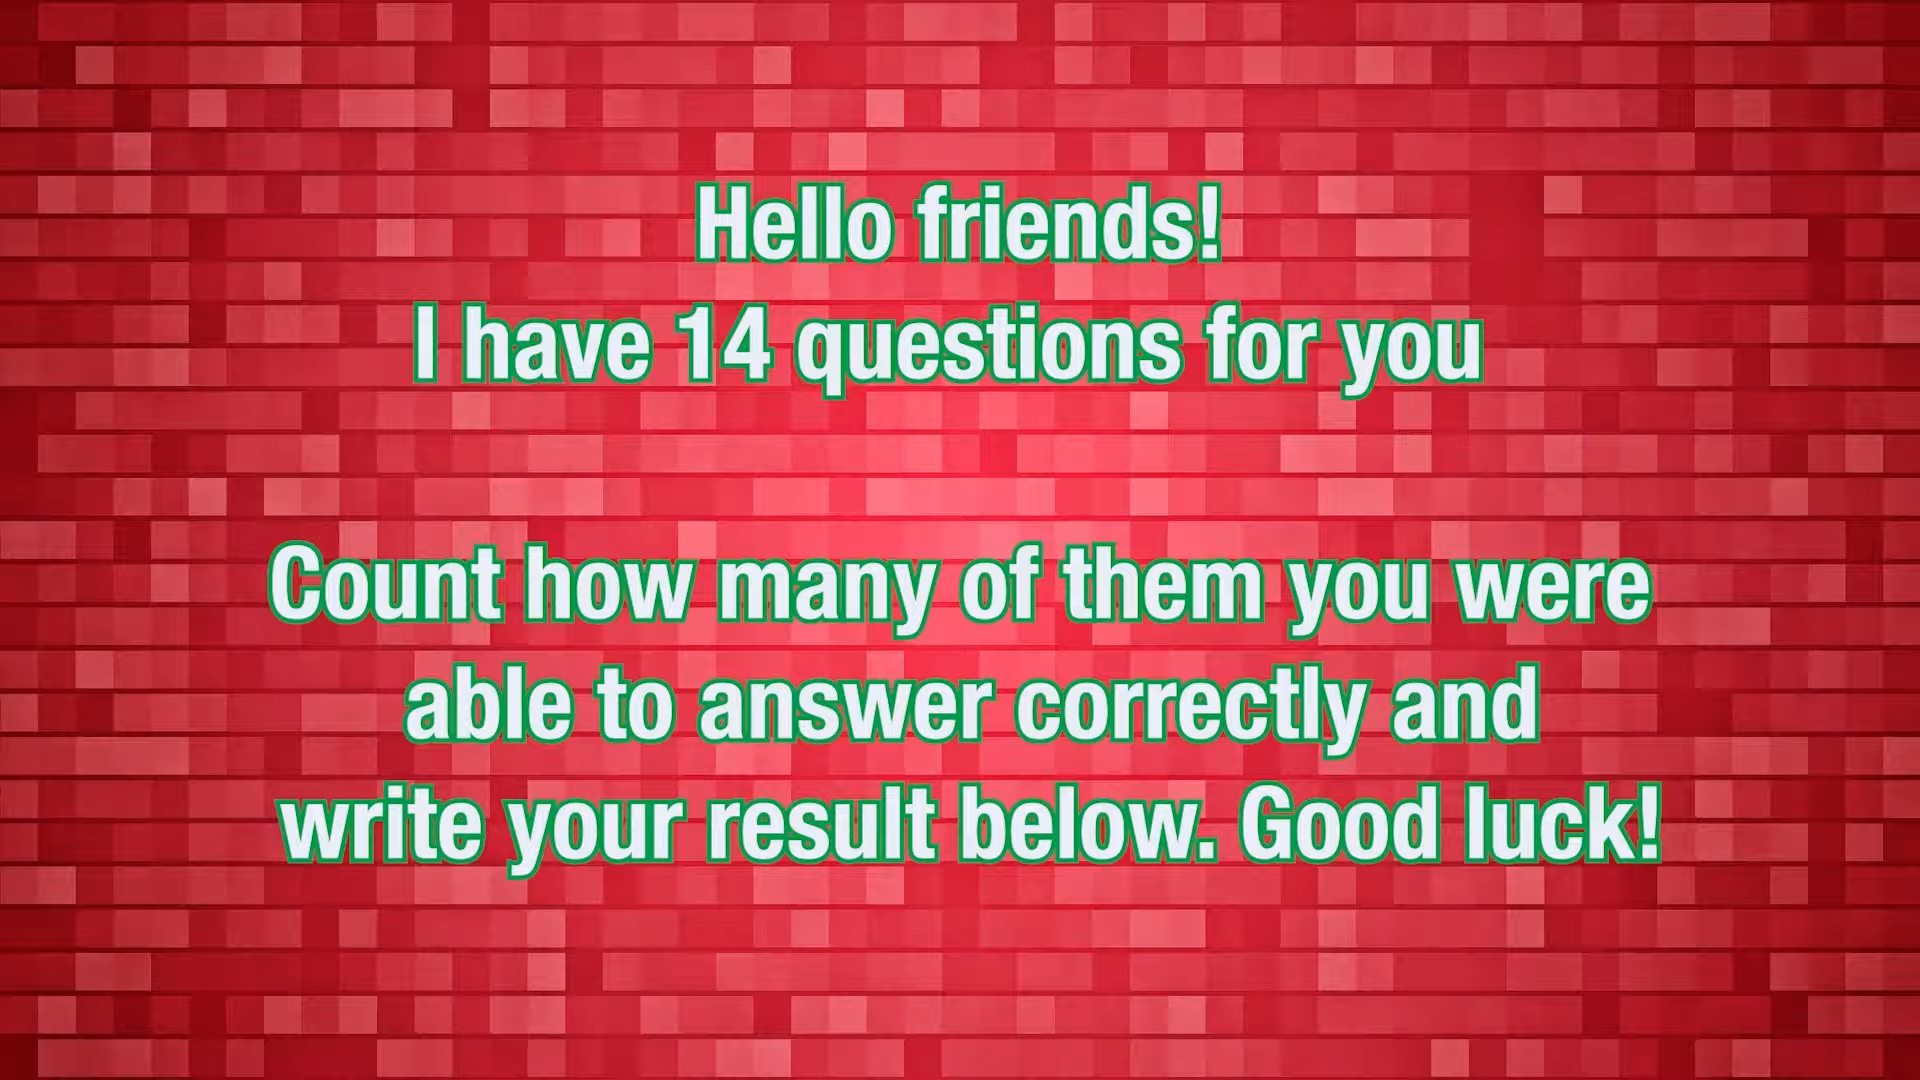 Hello friends!
I have 14 questions for you
Count how many of them you were
able to answer correctly and
write your result below. Good luck!